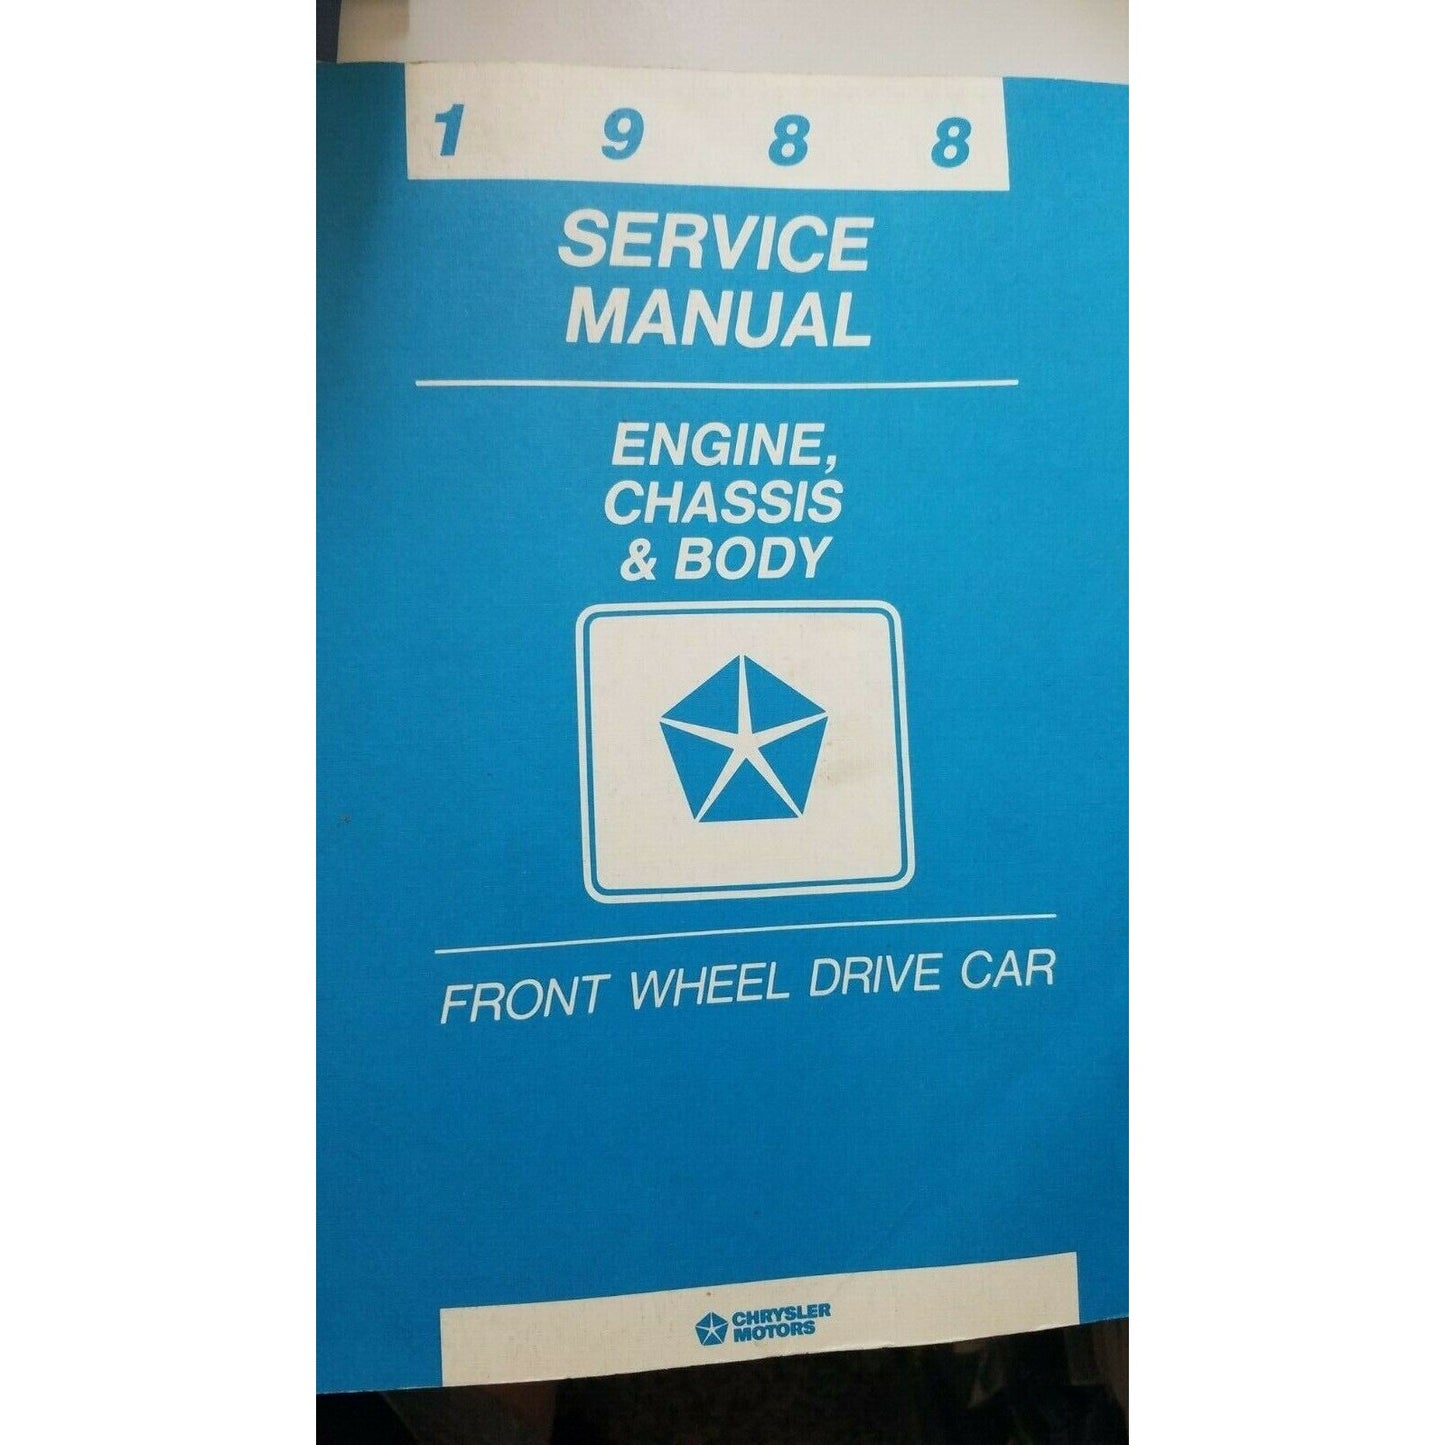 1 9 8 8
SERVICE
MANUAL
ENGINE,
CHASSIS
& BODY
FRONT WHEEL DRIVE CAR
CHRYSLER
MOTORS